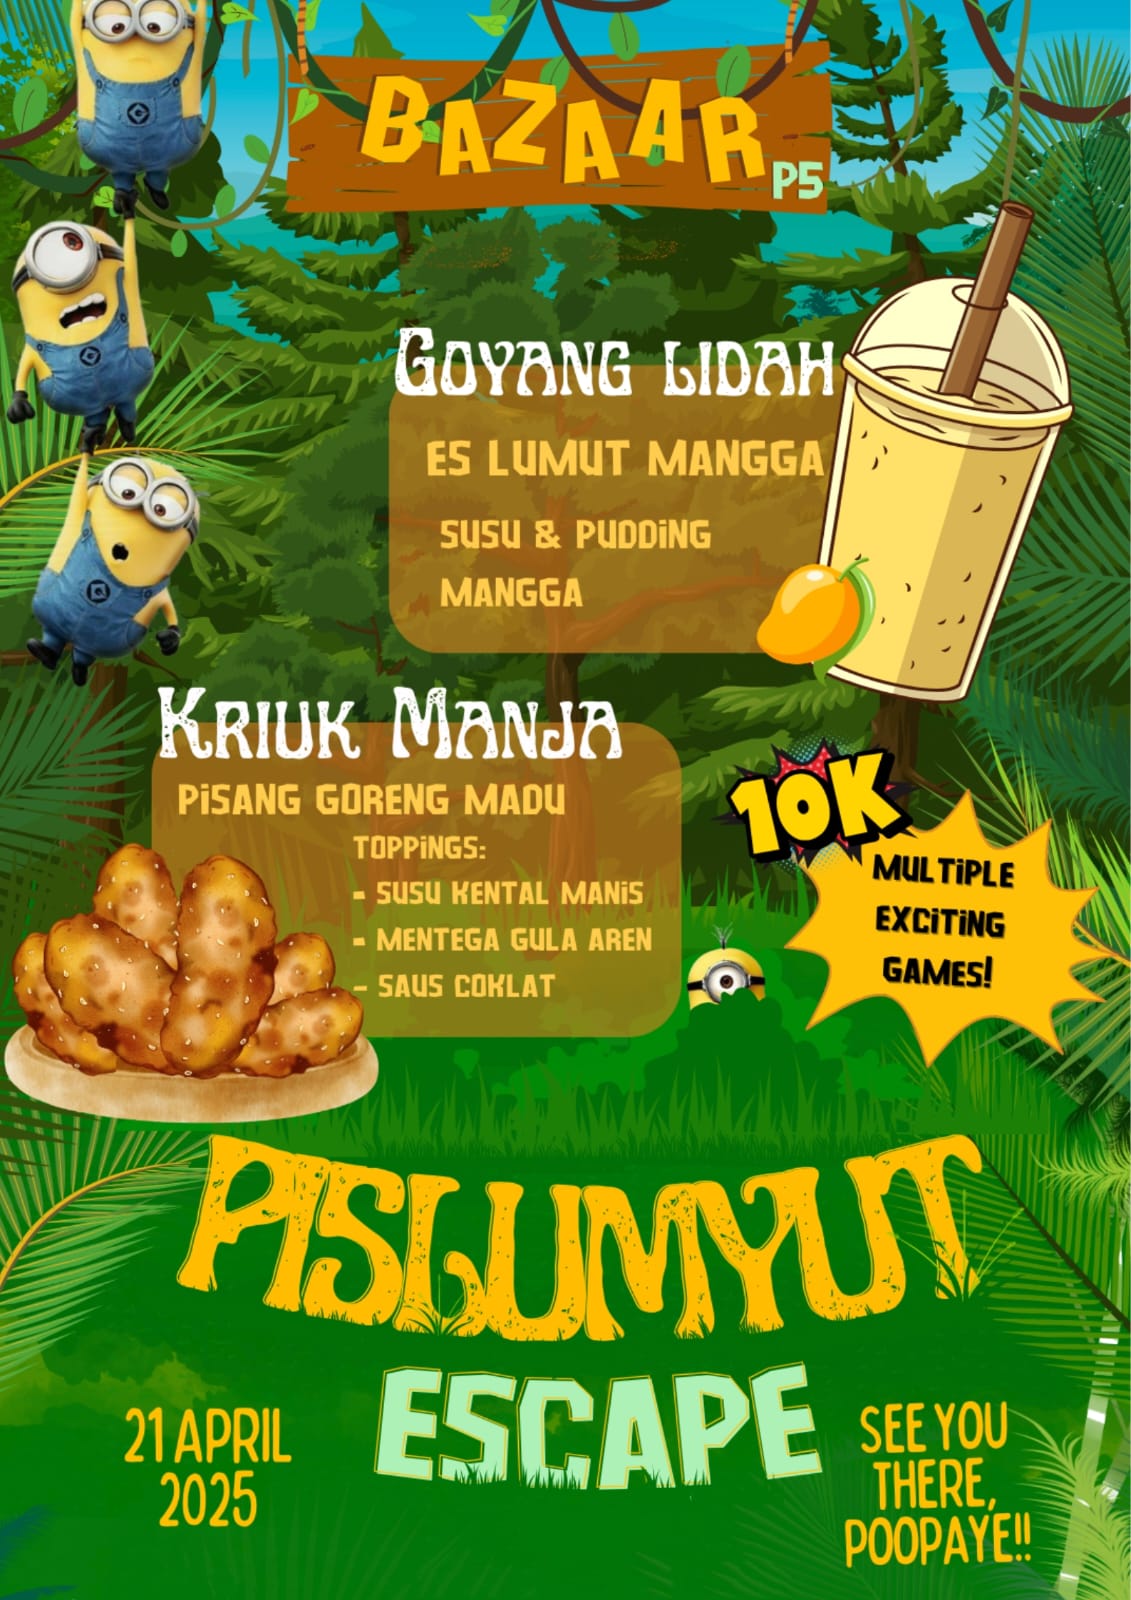 BAZAAR
P5
GOYANG LIDAH
ES LUMUT MANGGA
SUSU & PUDDING
MANGGA
KRIUK MANJA
PISANG GORENG MADU
TOPPINGS:
- SUSU KENTAL MANIS
- MENTEGA GULA AREN
- SAUS COKLAT
10K
MULTIPLE
EXCITING
GAMES!
PISLUMYUT
ESCAPE
21 APRIL
2025
SEE YOU
THERE,
POOPAYE!!